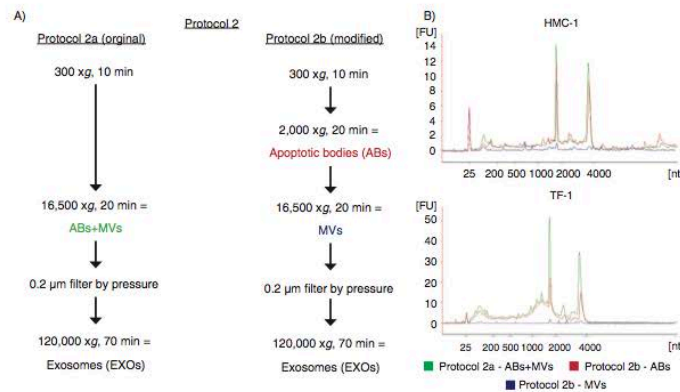 A)
Protocol 2
Protocol 2a (orginal)
300 xg, 10 min
16,500 xg, 20 min =
ABs+MVs
0.2 µm filter by pressure
120,000 xg, 70 min =
Exosomes (EXOs)
Protocol 2b (modified)
300 xg, 10 min
2,000 xg, 20 min =
Apoptotic bodies (ABs)
16,500 xg, 20 min =
MVs
0.2 µm filter by pressure
120,000 xg, 70 min =
Exosomes (EXOs)
B)
HMC-1
[FU]
14
12
10
8
6
4
2
0
25 200 500 1000 2000 4000 [nt
TF-1
[FU]
50
40
30
20
10
0
25 200 500 1000 2000 4000 [nt
Protocol 2a - ABs+MVs
Protocol 2b - ABs
Protocol 2b - MVs